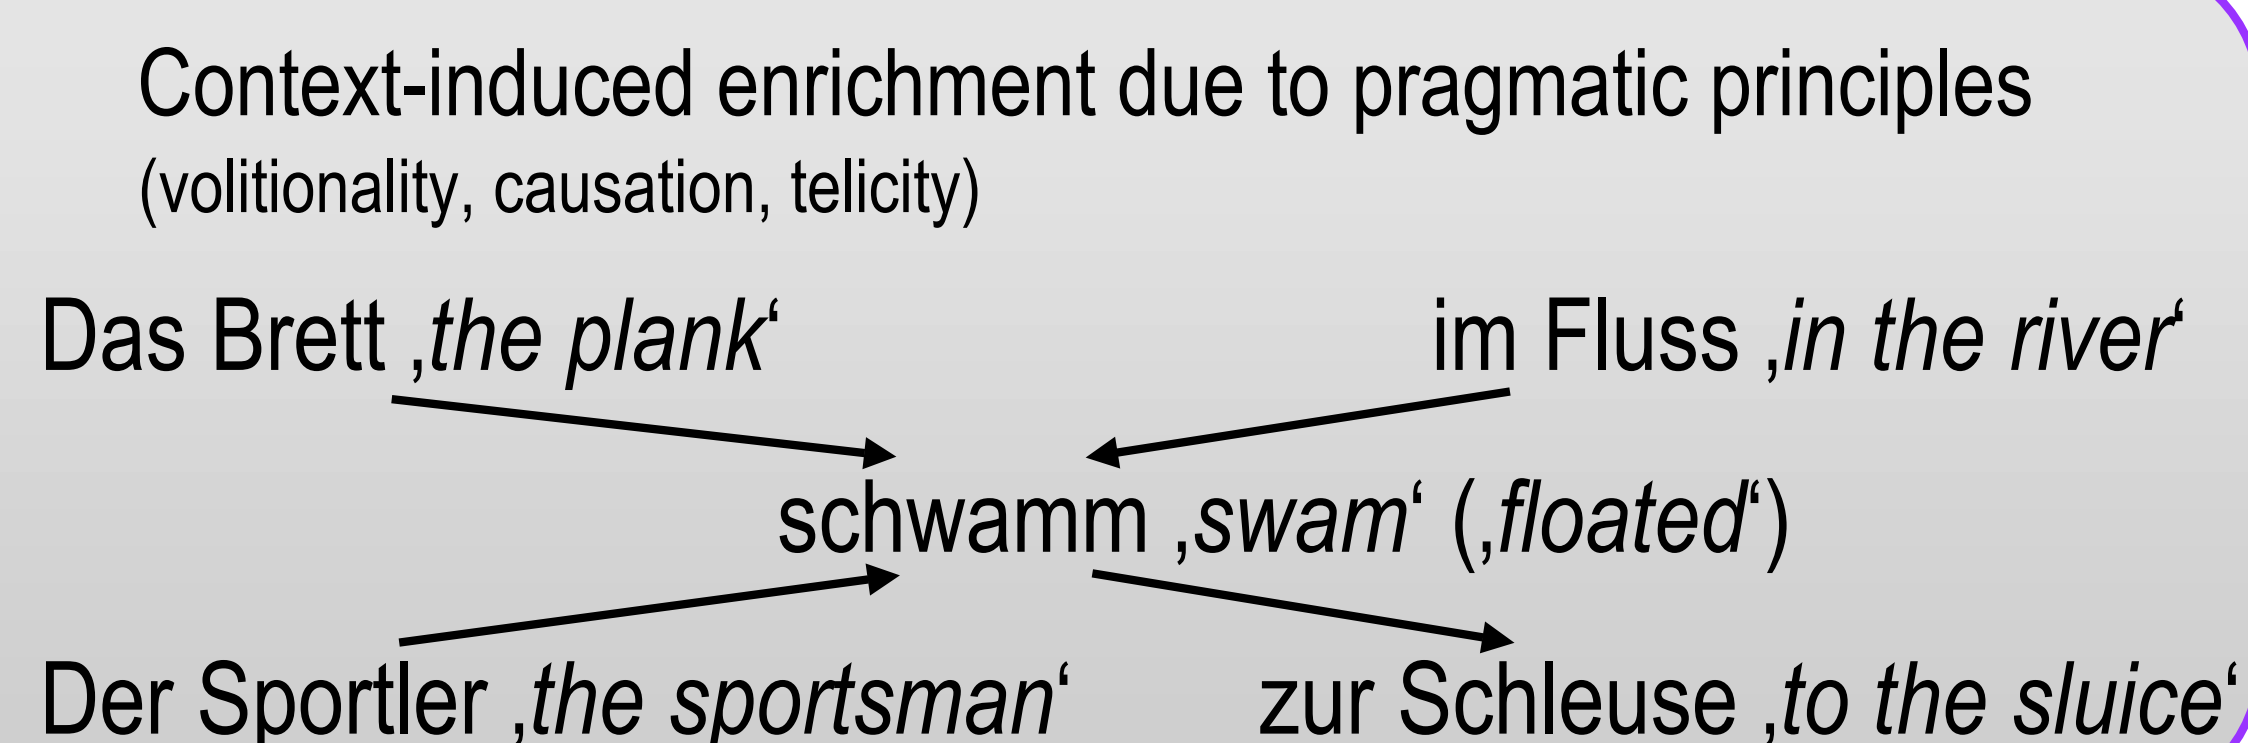 Context-induced enrichment due to pragmatic principles
(volitionality, causation, telicity)
Das Brett ‚the plank‘ im Fluss ‚in the river‘
schwamm ‚swam‘ (‚floated‘)
Der Sportler ‚the sportsman‘ zur Schleuse ‚to the sluice‘